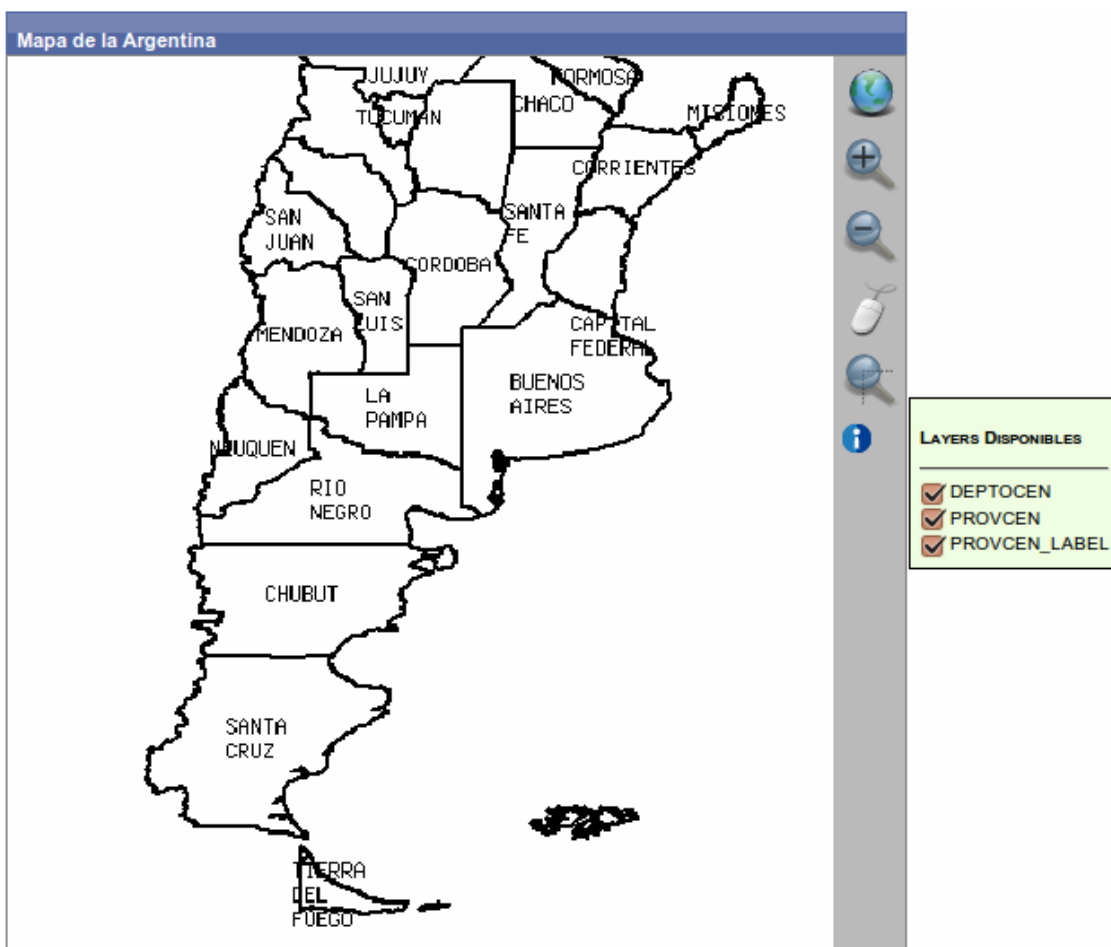 Mapa de la Argentina
JUJUY
FORMOSA
CHACO
TUCUMAN
MISIONES
CORRIENTES
SAN
JUAN
SANTA
FE
CORDOBA
SAN
LUIS
MENDOZA
CAPITAL
FEDERAL
BUENOS
AIRES
LA
PAMPA
NEUQUEN
RIO
NEGRO
CHUBUT
SANTA
CRUZ
TIERRA
DEL
FUEGO
LAYERS DISPONIBLES
DEPTOCEN
PROVCEN
PROVCEN_LABEL